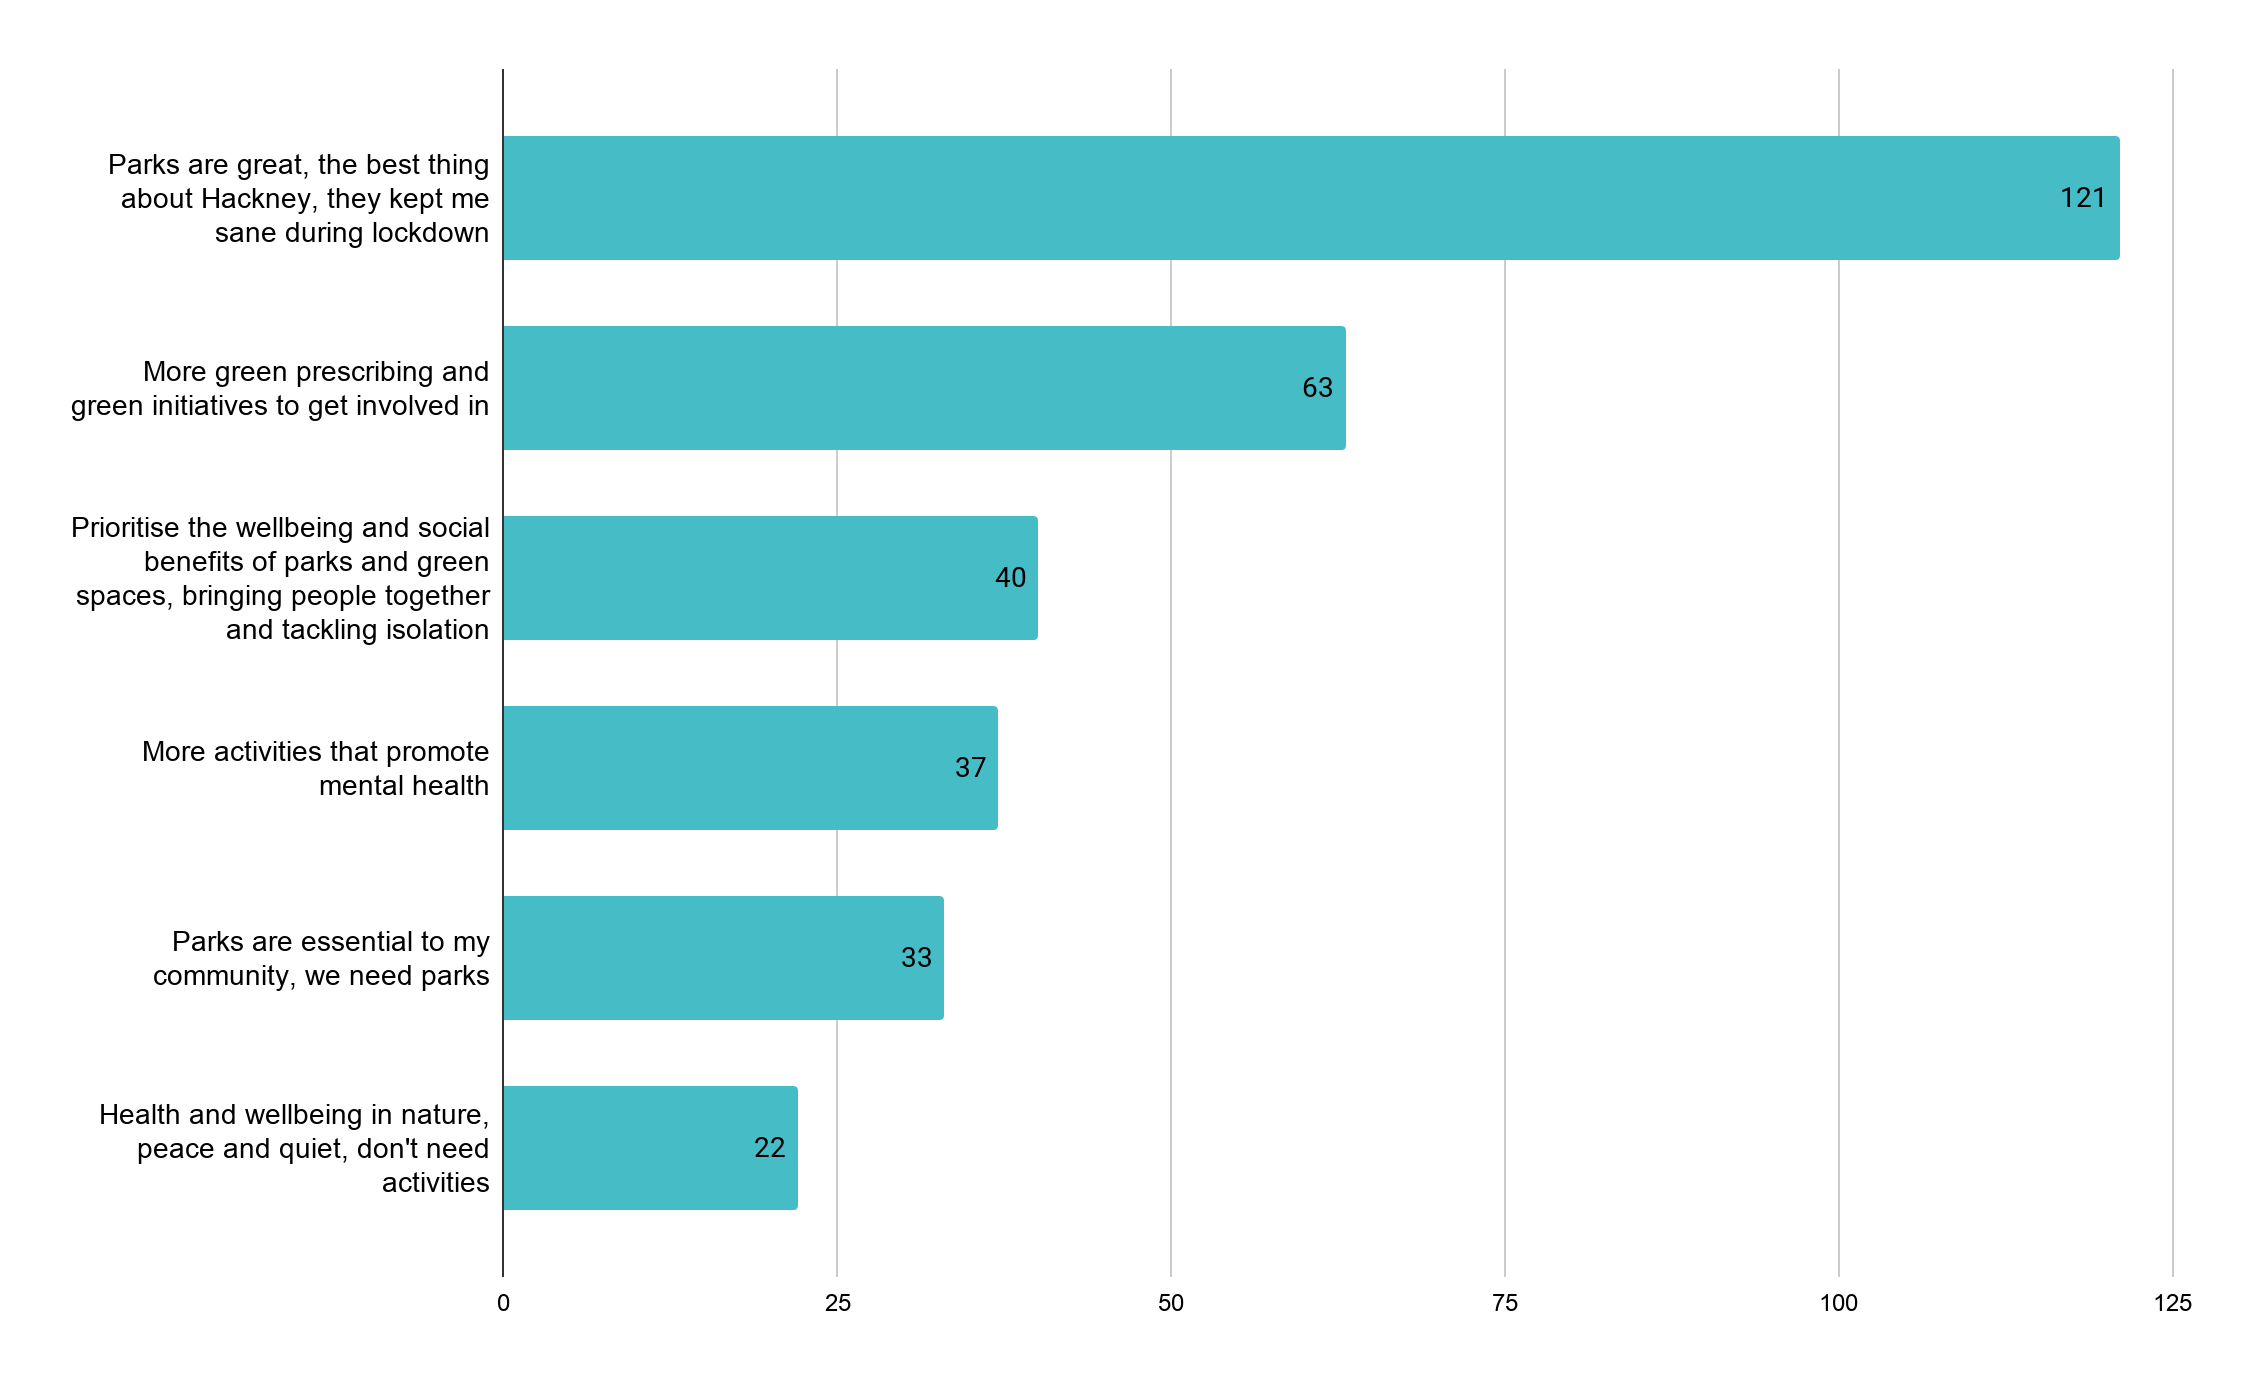 Parks are great, the best thing
about Hackney, they kept me
sane during lockdown
121
More green prescribing and
green initiatives to get involved in
63
Prioritise the wellbeing and social
benefits of parks and green
spaces, bringing people together
and tackling isolation
40
More activities that promote
mental health
37
Parks are essential to my
community, we need parks
33
Health and wellbeing in nature,
peace and quiet, don't need
activities
22
0 25 50 75 100 125